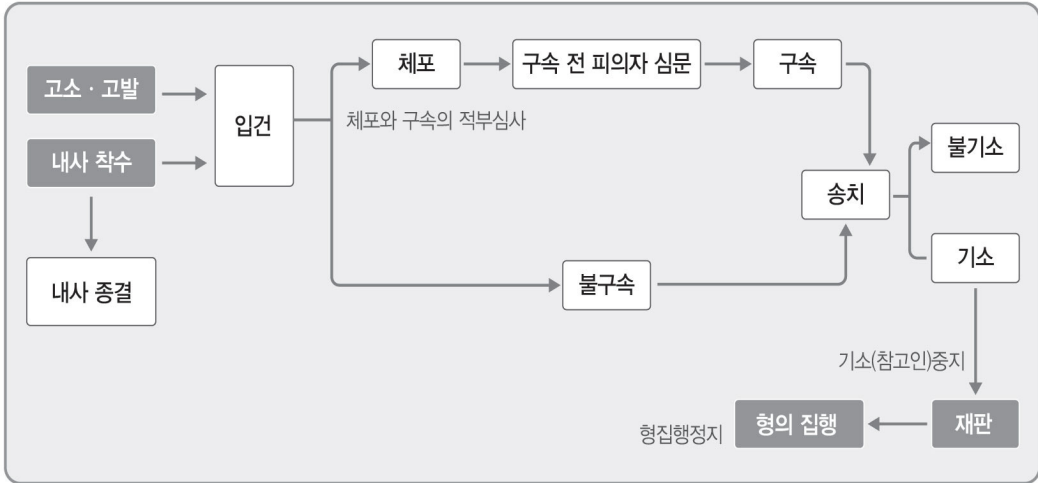 고소 · 고발
내사 착수
내사 종결
입건
체포
구속 전 피의자 심문
구속
체포와 구속의 적부심사
불구속
송치
불기소
기소
기소(참고인)중지
재판
형의 집행
형집행정지